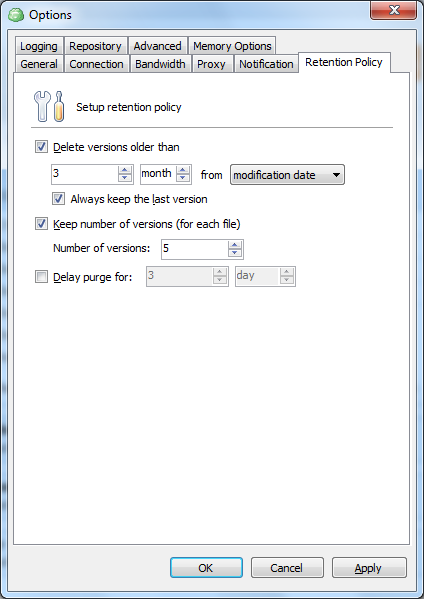 Options
Logging Repository Advanced Memory Options
General Connection Bandwidth Proxy Notification Retention Policy
Setup retention policy
Delete versions older than
3 month from modification date
Always keep the last version
Keep number of versions (for each file)
Number of versions: 5
Delay purge for: 3 day
OK Cancel Apply